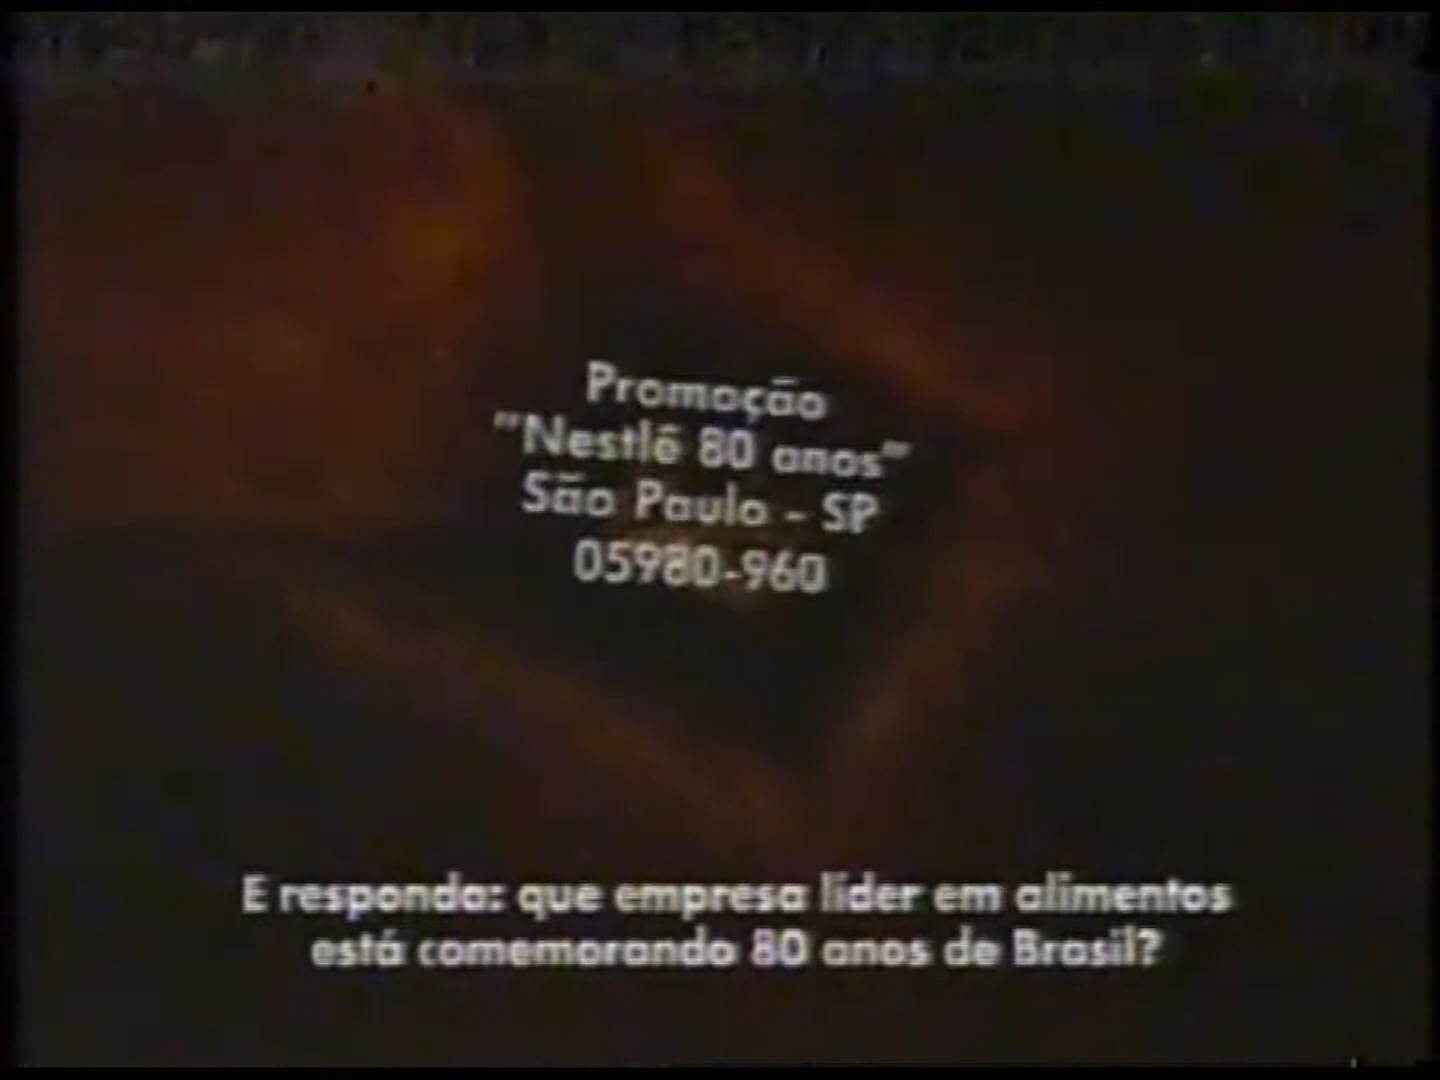 Promoção
"Nestlé 80 anos"
São Paulo - SP
05980-960
E responda: que empresa líder em alimentos
está comemorando 80 anos de Brasil?